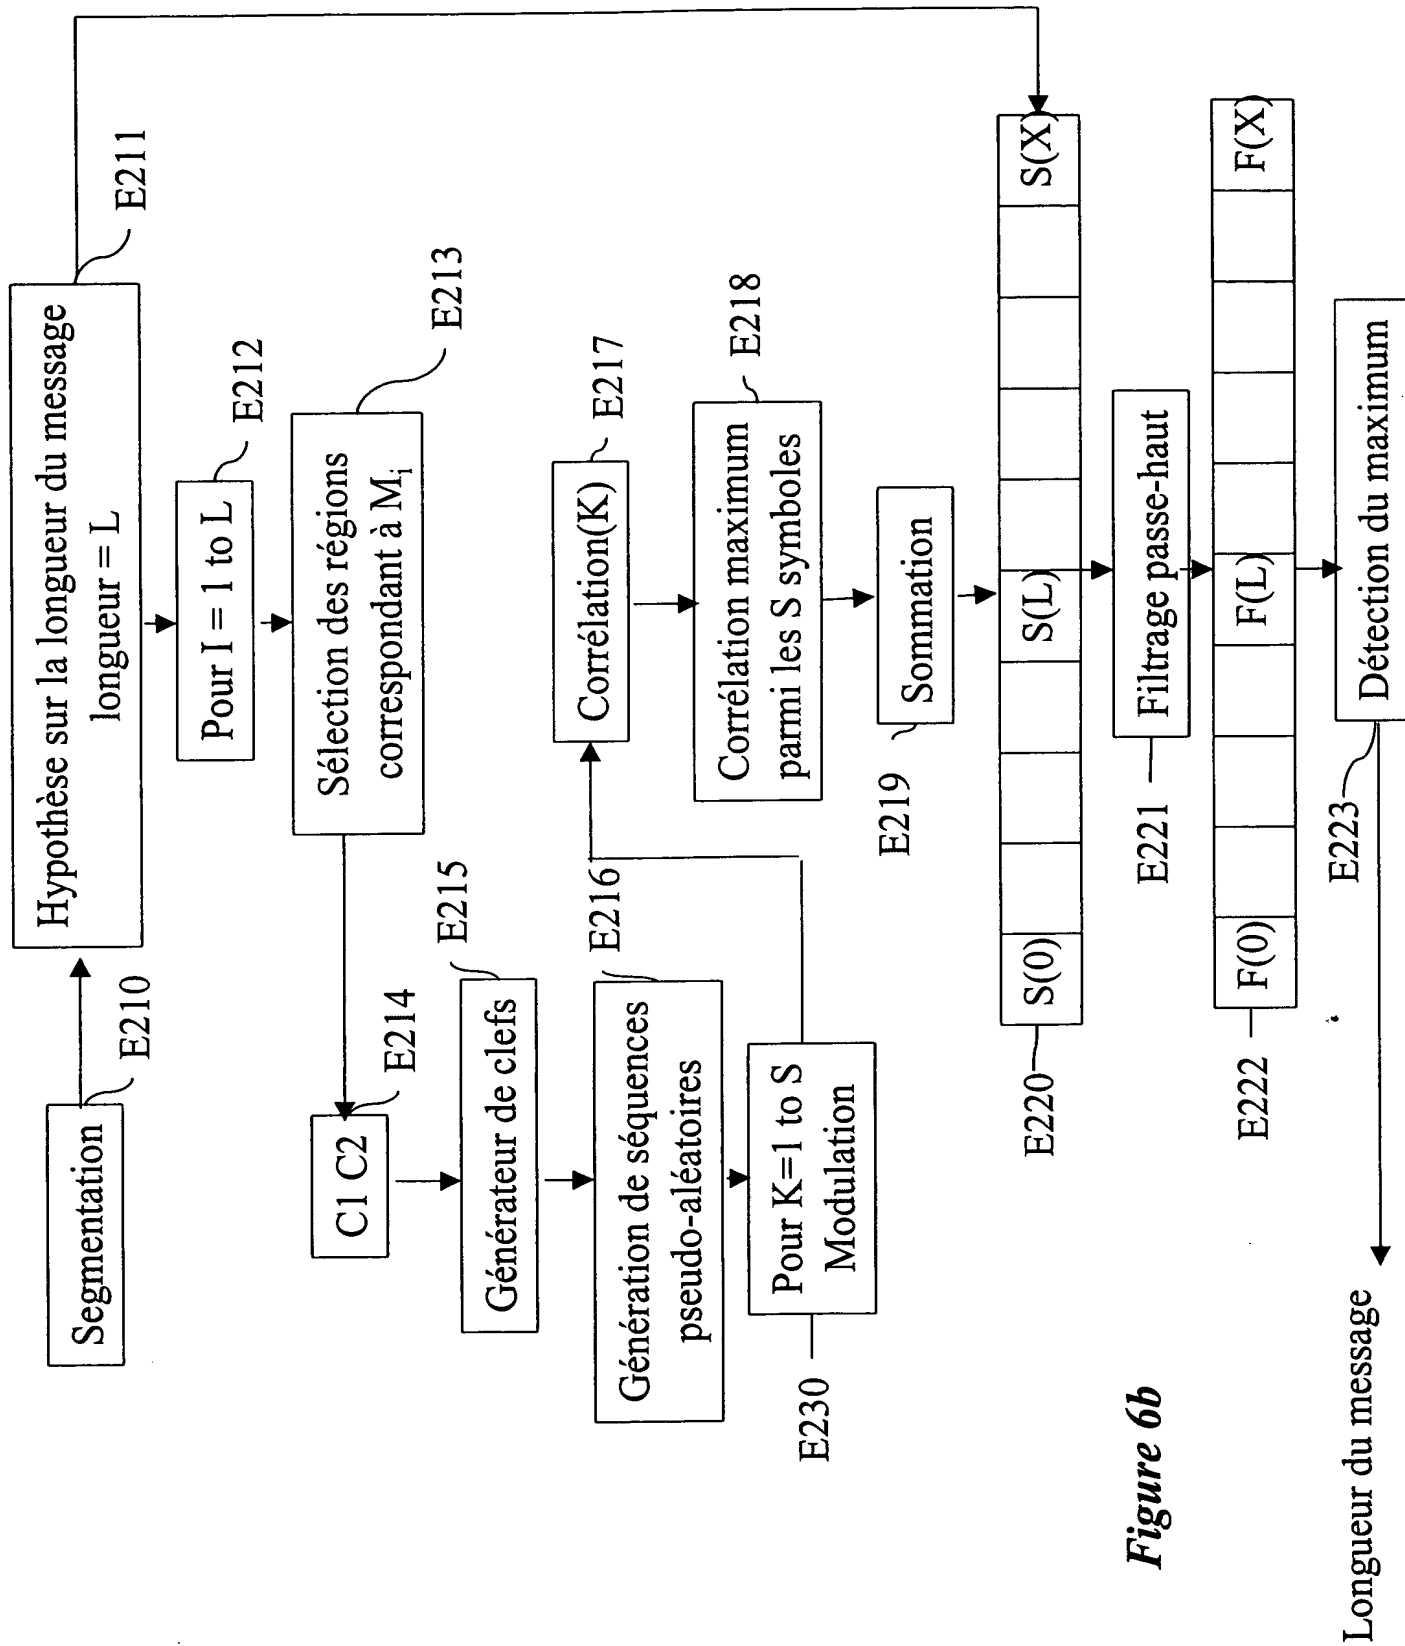 Segmentation
E210
Hypothèse sur la longueur du message
longueur = L
E211
Pour I = 1 to L
E212
Sélection des régions
correspondant à Mi
E213
C1 C2
E214
Générateur de clefs
E215
Génération de séquences
pseudo-aléatoires
E216
Pour K=1 to S
Modulation
E230
Corrélation(K)
E217
Corrélation maximum
parmi les S symboles
E218
Sommation
E219
S(0)
S(L)
S(X)
E220
Filtrage passe-haut
E221
F(0)
F(L)
F(X)
E222
Détection du maximum
E223
Longueur du message
Figure 6b